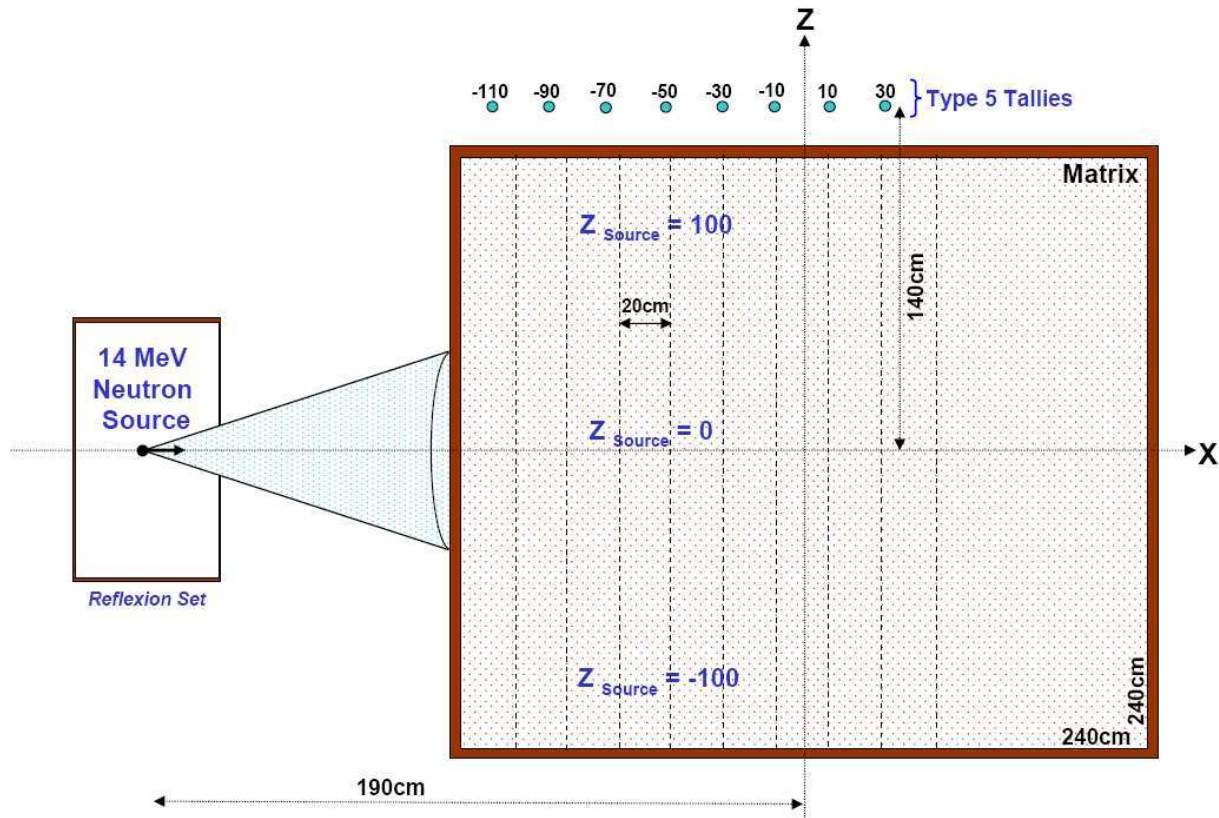 Z
-110 -90 -70 -50 -30 -10 10 30
Type 5 Tallies
Matrix
Z Source = 100
140cm
20cm
14 MeV
Neutron
Source
Z Source = 0
X
Reflexion Set
Z Source = -100
240cm
240cm
190cm